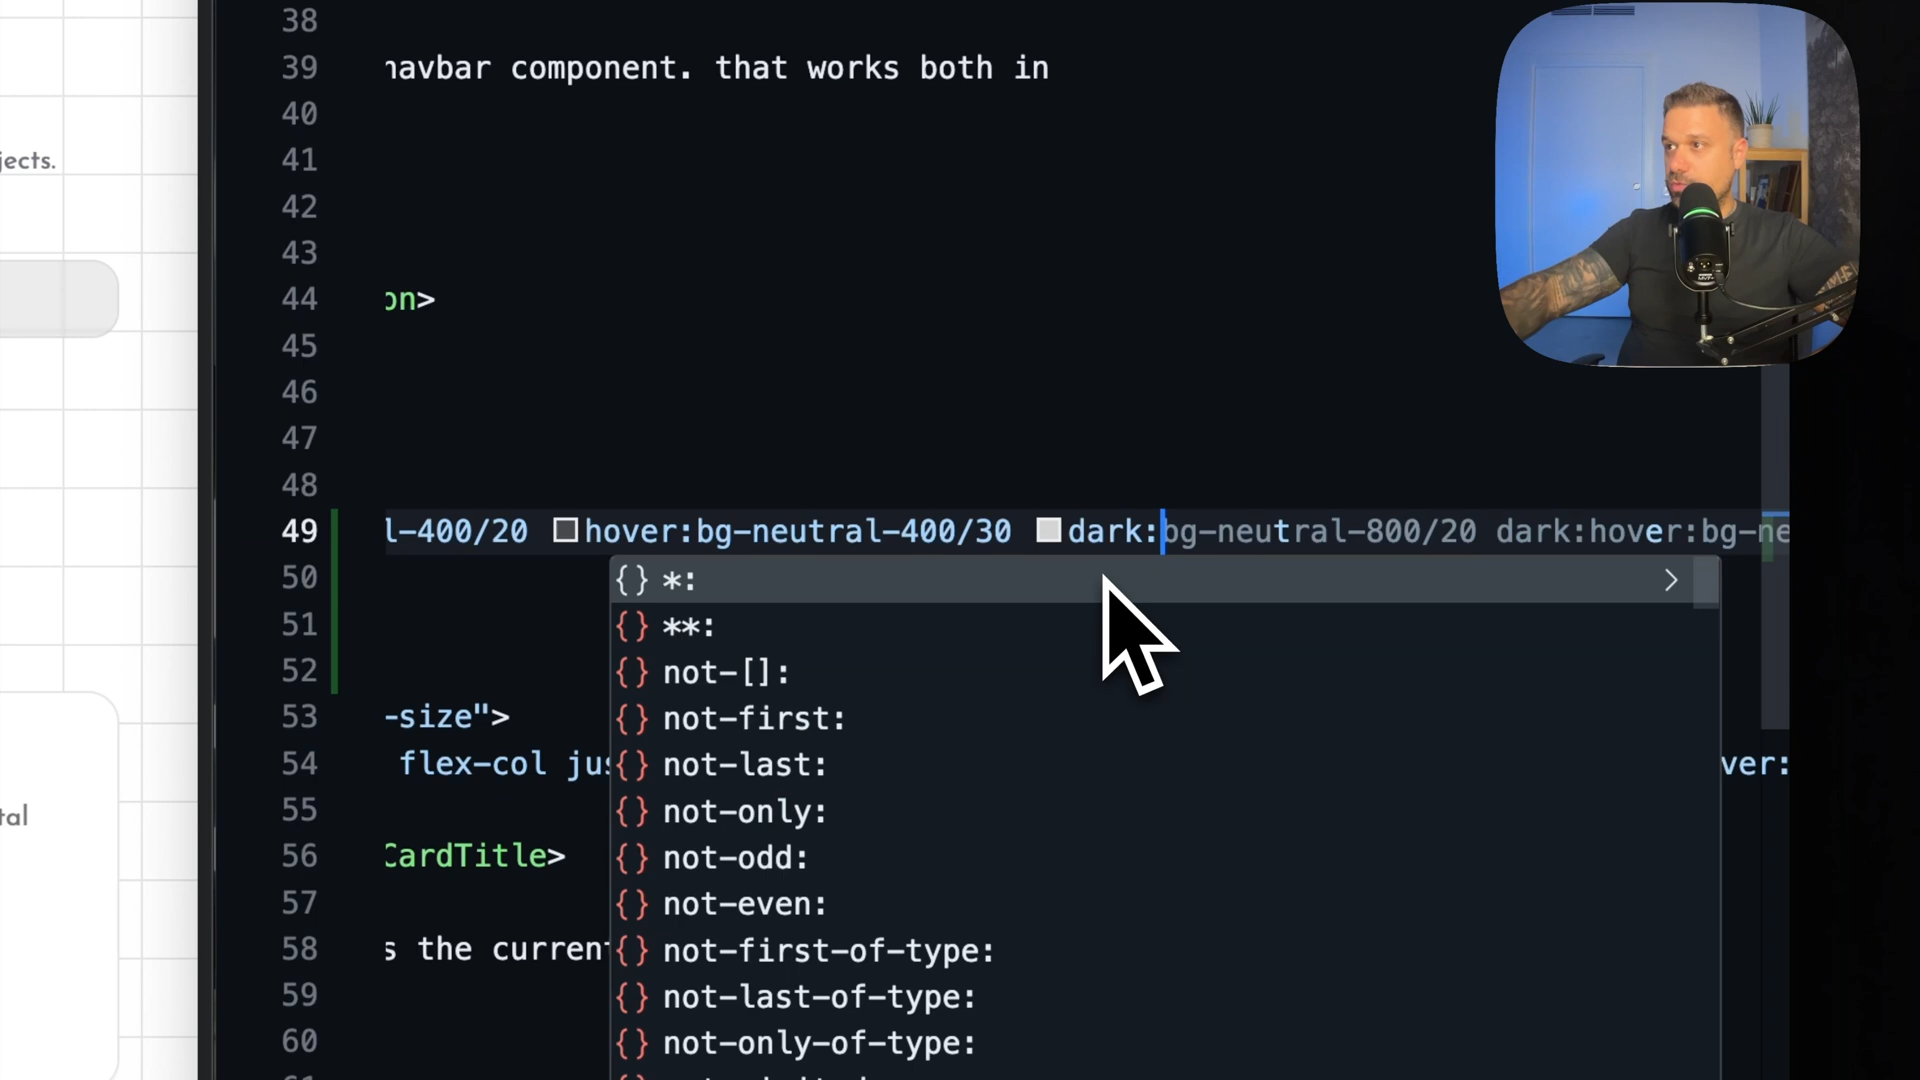 jects.
tal
38
39 navbar component. that works both in
40
41
42
43
44 on>
45
46
47
48
49 l-400/20 hover:bg-neutral-400/30 dark:bg-neutral-800/20 dark:hover:bg-ne
50 {} *:
51 {} **:
52 {} not-[]:
53 -size"> {} not-first:
54 flex-col jus {} not-last: ver:
55 {} not-only:
56 CardTitle> {} not-odd:
57 {} not-even:
58 s the current {} not-first-of-type:
59 {} not-last-of-type:
60 {} not-only-of-type: